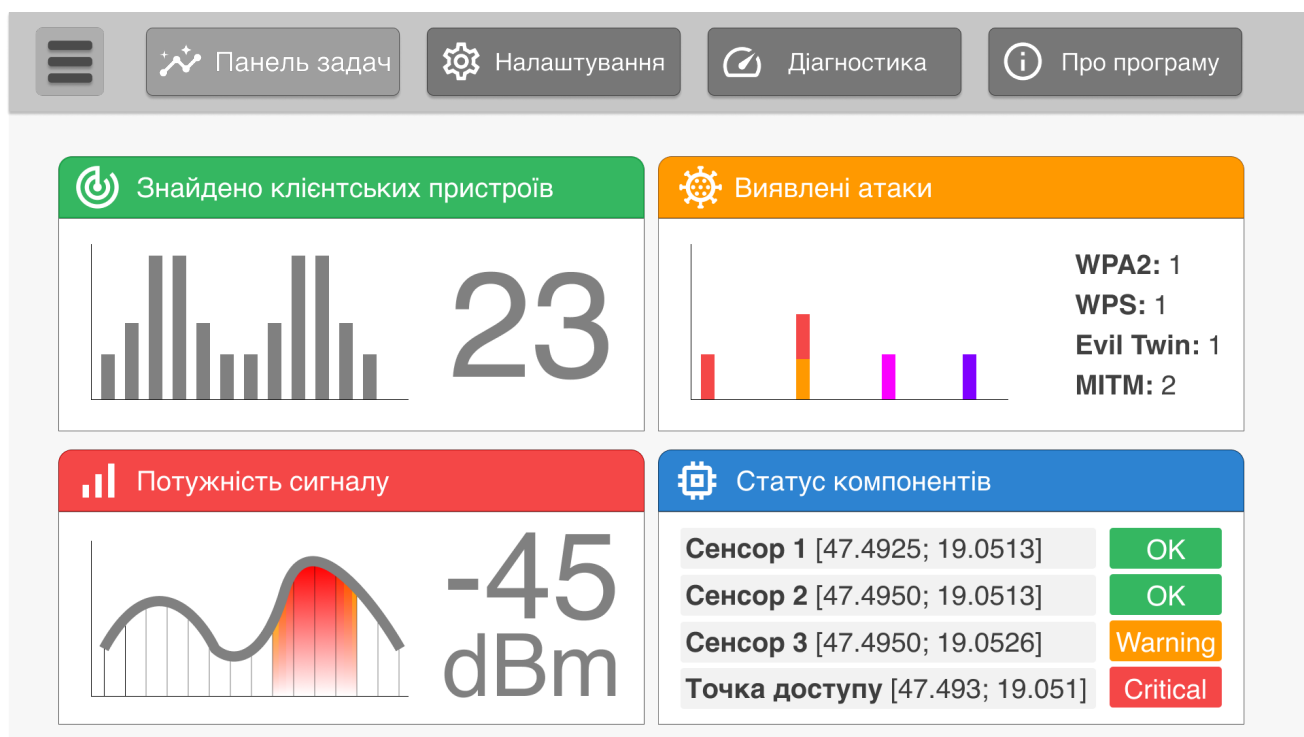 Панель задач
Налаштування
Діагностика
Про програму
Знайдено клієнтських пристроїв
23
Виявлені атаки
WPA2: 1
WPS: 1
Evil Twin: 1
MITM: 2
Потужність сигналу
-45
dBm
Статус компонентів
Сенсор 1 [47.4925; 19.0513] OK
Сенсор 2 [47.4950; 19.0513] OK
Сенсор 3 [47.4950; 19.0526] Warning
Точка доступу [47.493; 19.051] Critical